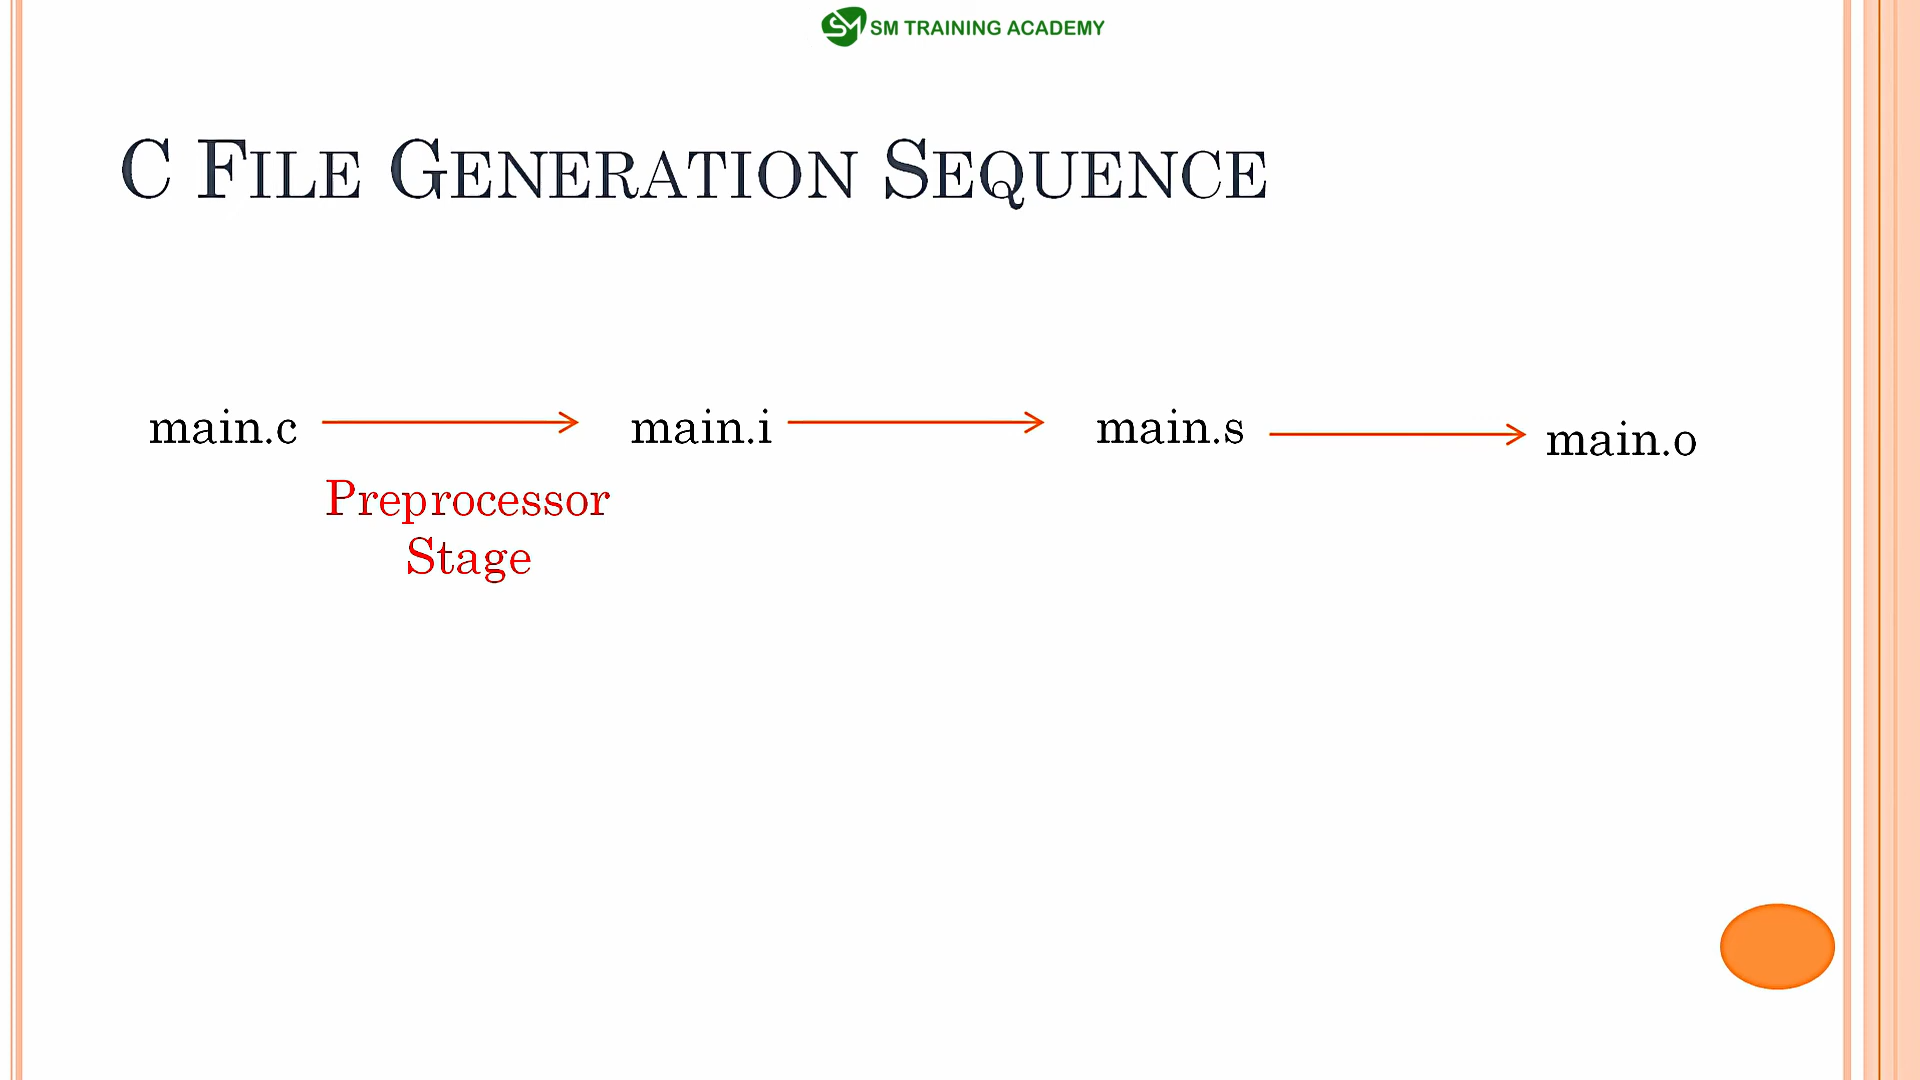 SM TRAINING ACADEMY
C FILE GENERATION SEQUENCE
main.c main.i main.s main.o
Preprocessor
Stage